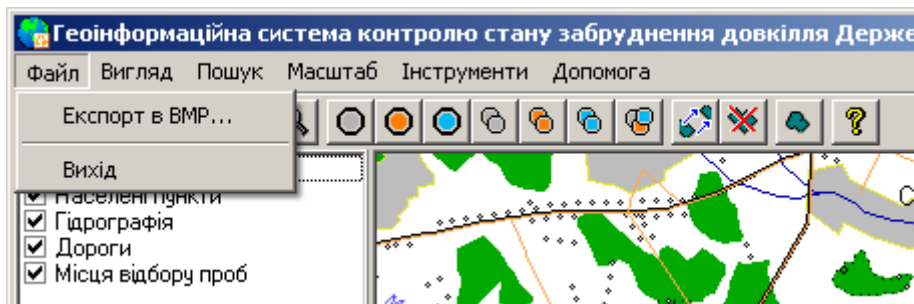 Геоінформаційна система контролю стану забруднення довкілля Держе
Файл Вигляд Пошук Масштаб Інструменти Допомога
Експорт в BMP...
Вихід
Населені пункти
Гідрографія
Дороги
Місця відбору проб
С